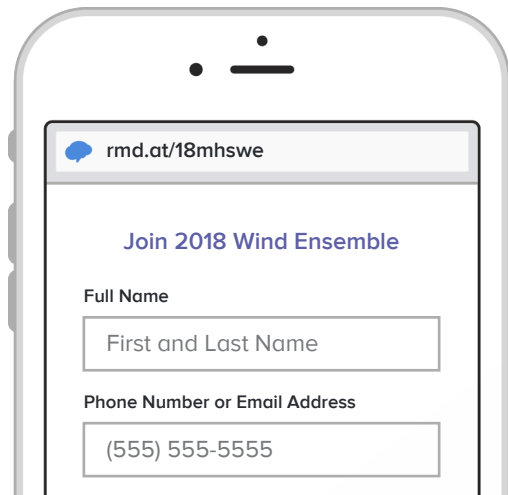 rmd.at/18mhswe
Join 2018 Wind Ensemble
Full Name
First and Last Name
Phone Number or Email Address
(555) 555-5555